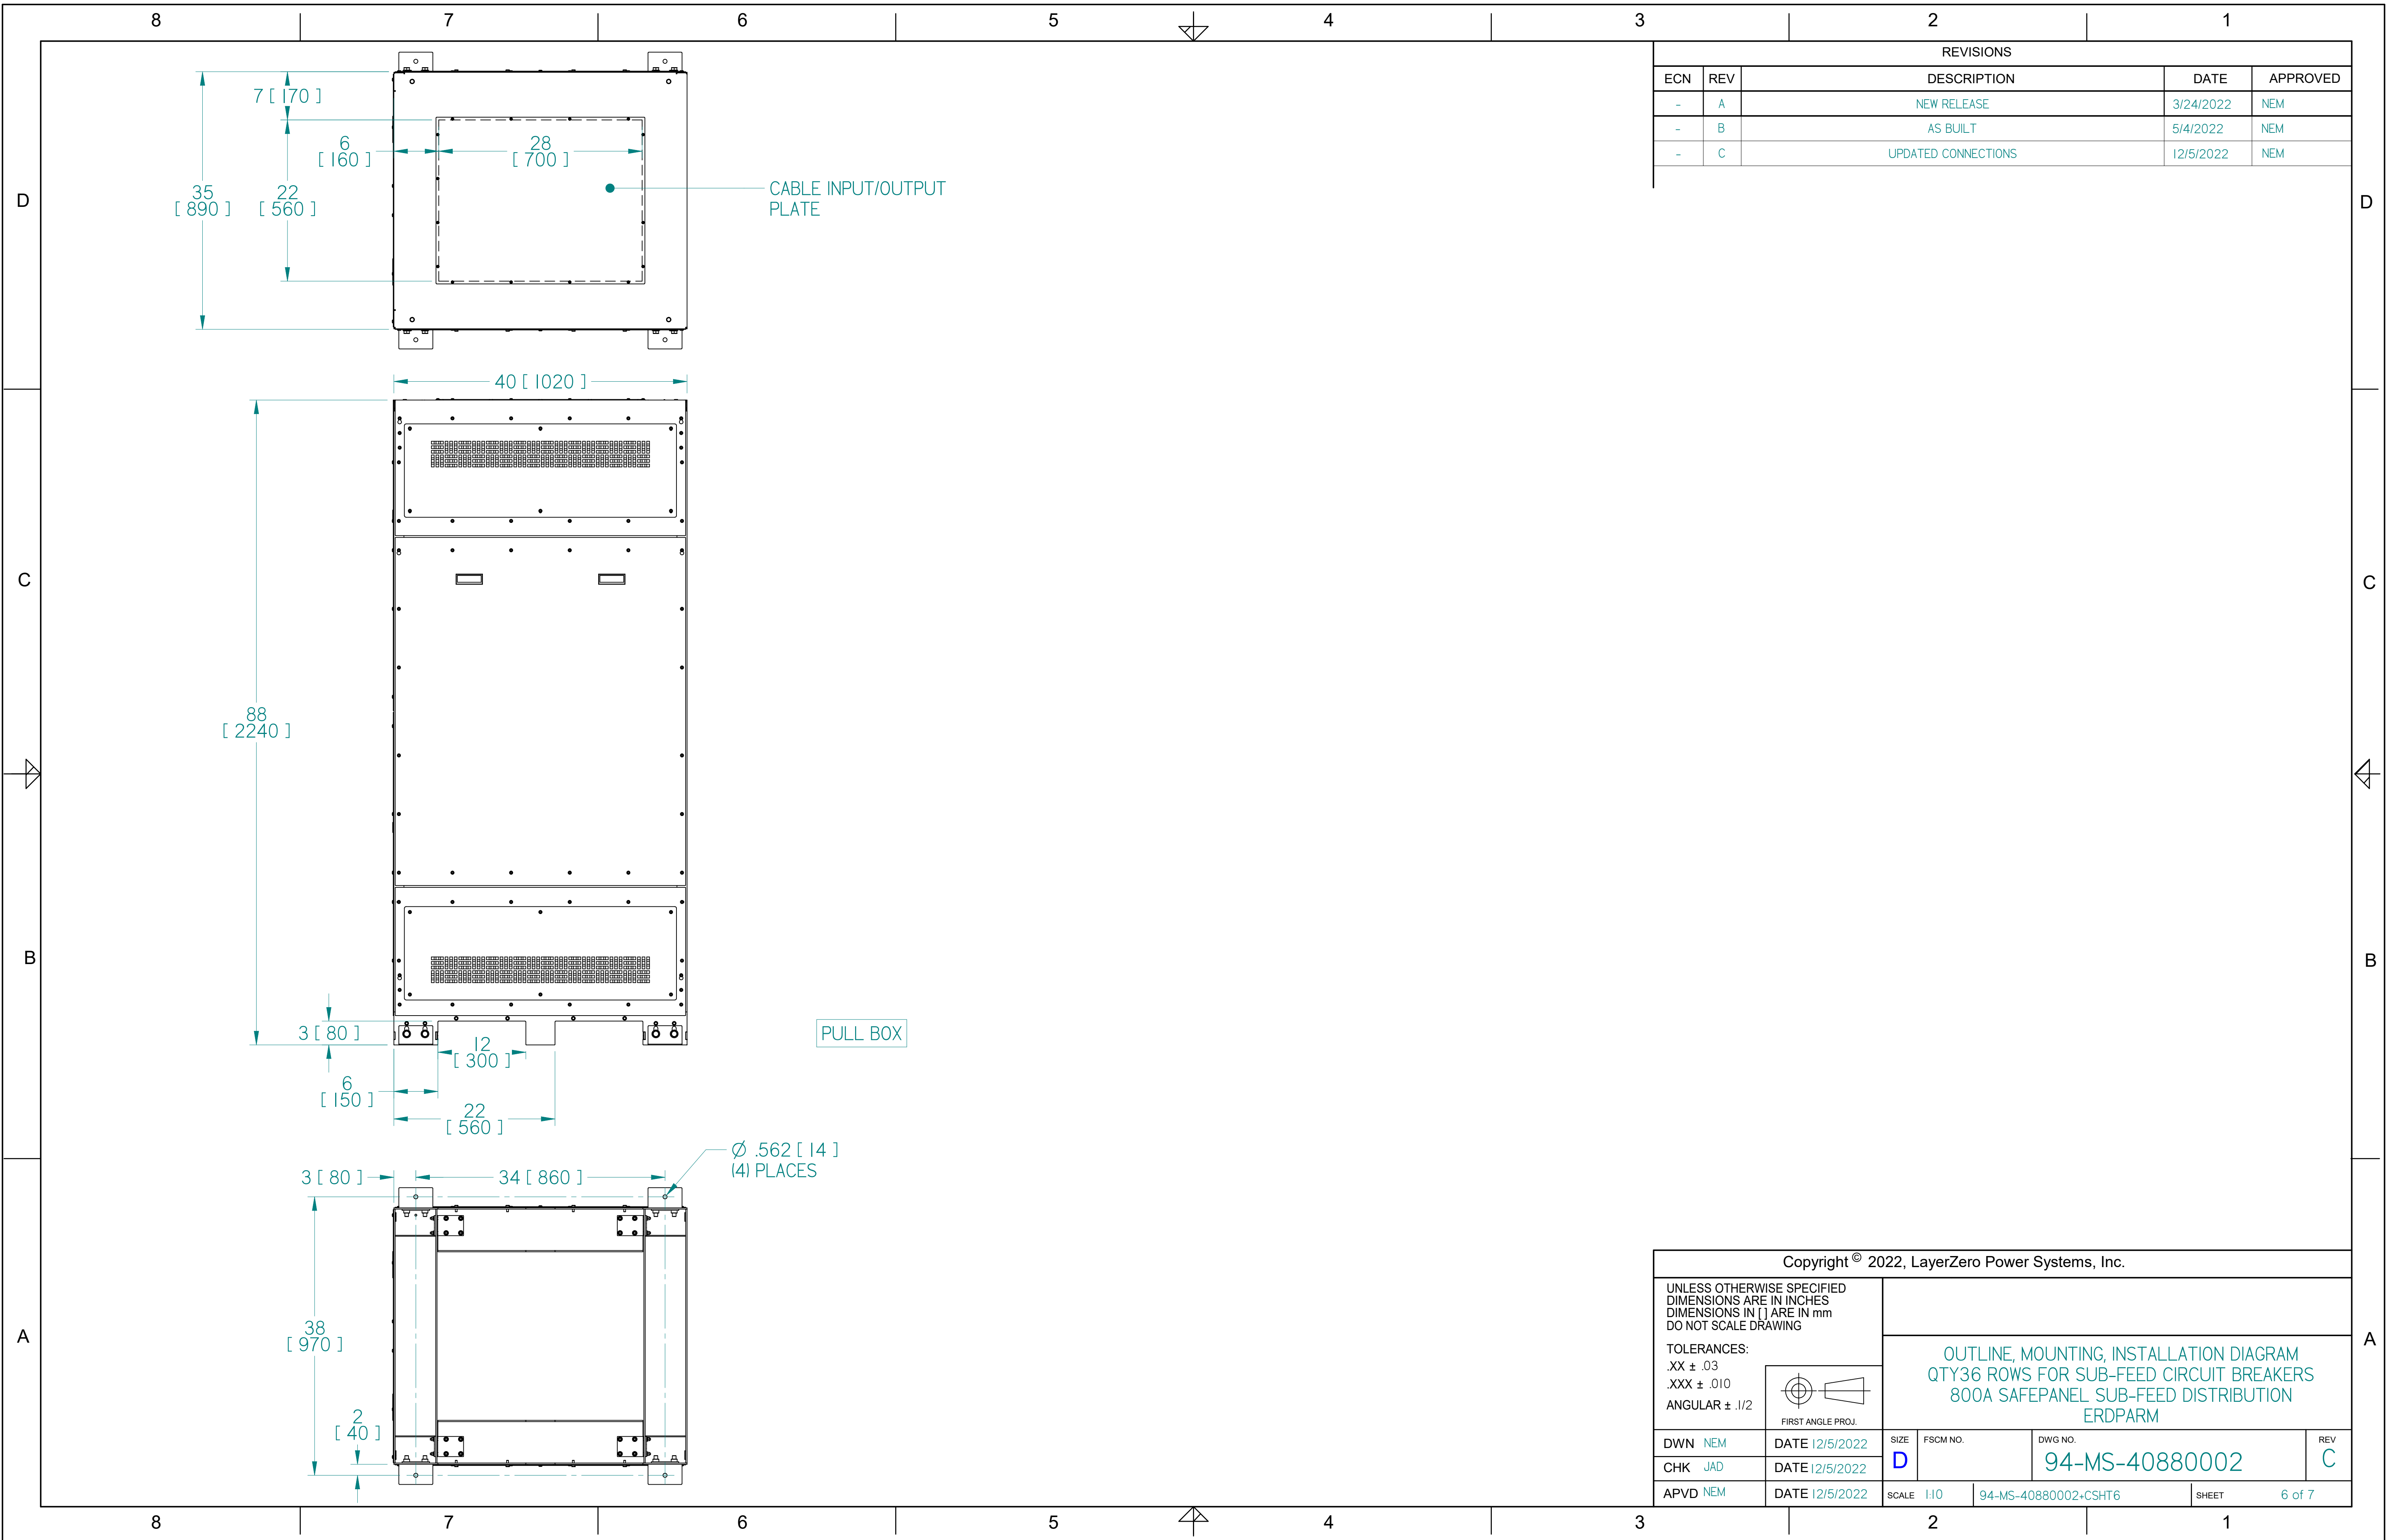 8 7 6 5 4 3 2 1
REVISIONS
ECN REV DESCRIPTION DATE APPROVED
- A NEW RELEASE 3/24/2022 NEM
- B AS BUILT 5/4/2022 NEM
- C UPDATED CONNECTIONS 12/5/2022 NEM
D
D
7 [ 170 ]
6
[ 160 ]
28
[ 700 ]
35
[ 890 ]
22
[ 560 ]
CABLE INPUT/OUTPUT
PLATE
40 [ 1020 ]
C
C
88
[ 2240 ]
B
B
3 [ 80 ]
12
[ 300 ]
PULL BOX
6
[ 150 ]
22
[ 560 ]
Ø .562 [ 14 ]
(4) PLACES
3 [ 80 ]
34 [ 860 ]
38
[ 970 ]
2
[ 40 ]
A
A
Copyright © 2022, LayerZero Power Systems, Inc.
UNLESS OTHERWISE SPECIFIED
DIMENSIONS ARE IN INCHES
DIMENSIONS IN [ ] ARE IN mm
DO NOT SCALE DRAWING
TOLERANCES:
.XX ± .03
.XXX ± .010
ANGULAR ± .1/2
FIRST ANGLE PROJ.
OUTLINE, MOUNTING, INSTALLATION DIAGRAM
QTY36 ROWS FOR SUB-FEED CIRCUIT BREAKERS
800A SAFEPANEL SUB-FEED DISTRIBUTION
ERDPARM
DWN NEM DATE 12/5/2022
CHK JAD DATE 12/5/2022
APVD NEM DATE 12/5/2022
SIZE D
FSCM NO.
DWG NO. 94-MS-40880002
REV C
SCALE 1:10
94-MS-40880002+CSHT6
SHEET 6 of 7
8 7 6 5 4 3 2 1